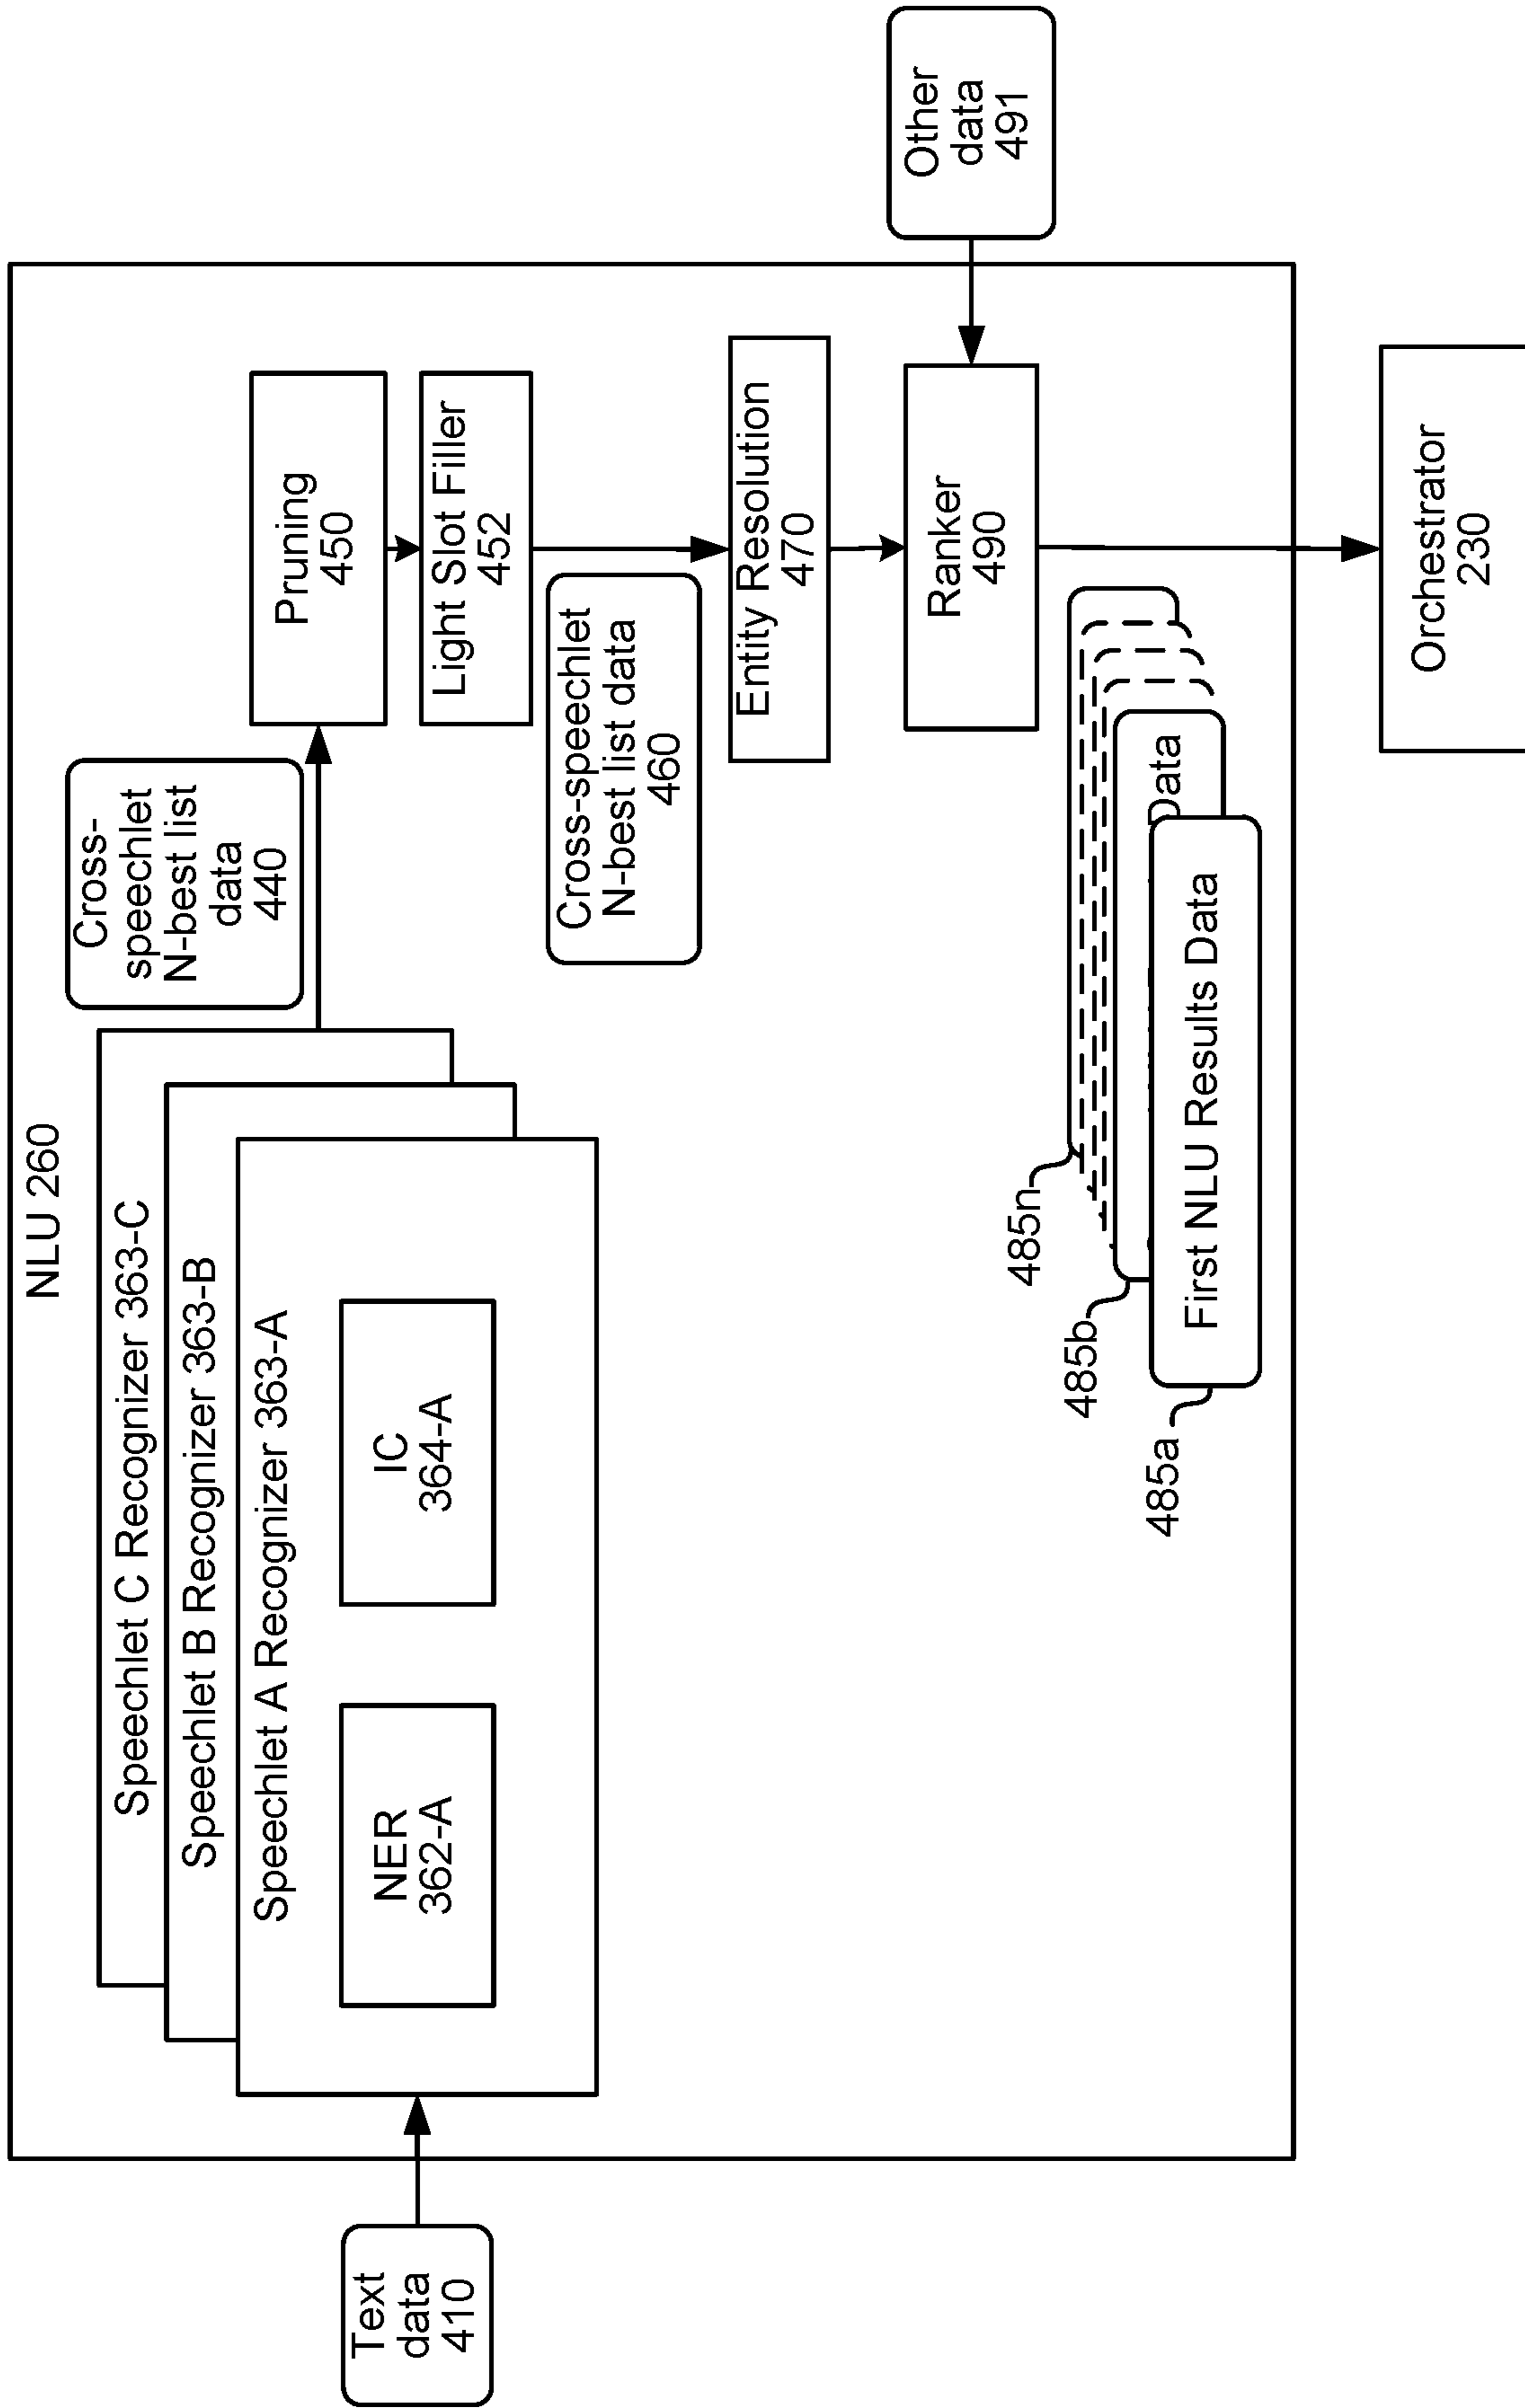 NLU 260
Speechlet C Recognizer 363-C
Speechlet B Recognizer 363-B
Speechlet A Recognizer 363-A
NER
362-A
IC
364-A
Text
data
410
Cross-
speechlet
N-best list
data
440
Pruning
450
Light Slot Filler
452
Cross-speechlet
N-best list data
460
Entity Resolution
470
Ranker
490
Other
data
491
485n
485b
Data
485a
First NLU Results Data
Orchestrator
230